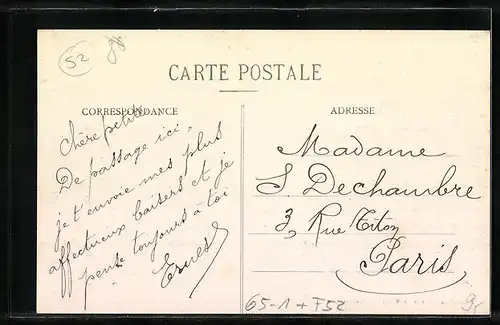 52
CARTE POSTALE
CORRESPONDANCE
Chère petite
De passage ici,
je t'envoie mes plus
affectueux baisers et je
pense toujours à toi
Ernest
ADRESSE
Madame
S. Dechambre
3, Rue Titon
Paris
65-1 + F52